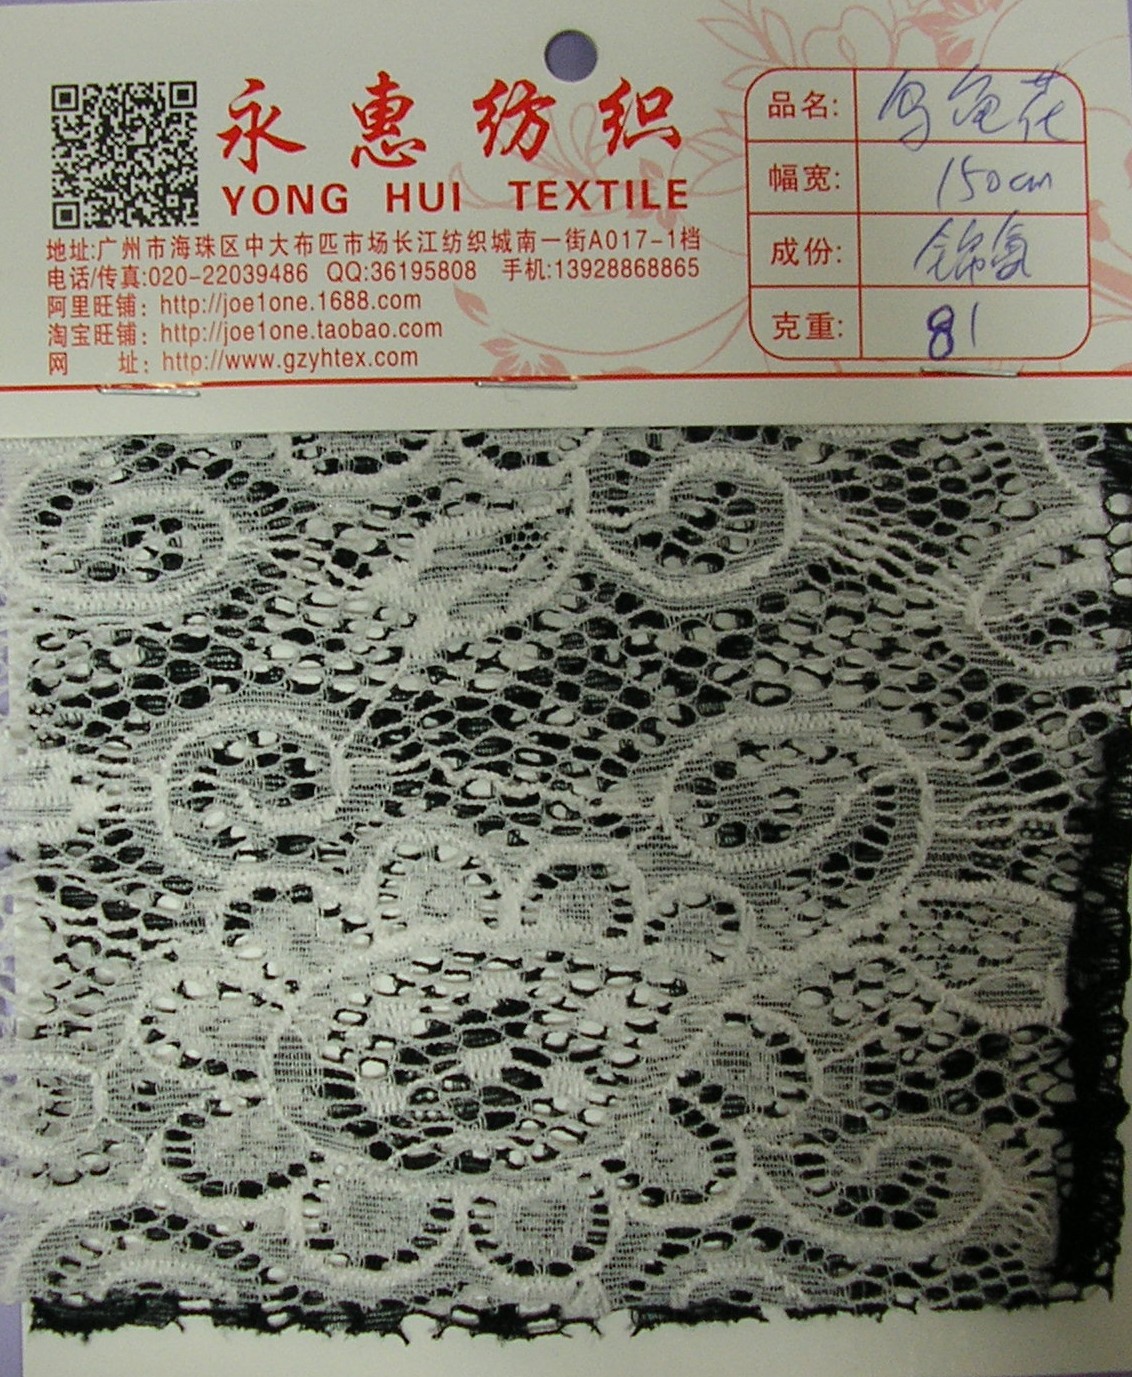 永惠纺织
YONG HUI TEXTILE
地址:广州市海珠区中大布匹市场长江纺织城南一街A017-1档
电话/传真:020-22039486 QQ:36195808 手机:13928868865
阿里旺铺: http://joe1one.1688.com
淘宝旺铺: http://joe1one.taobao.com
网 址: http://www.gzyhtex.com
品名:
幅宽: 150cm
成份: 锦氨
克重: 81